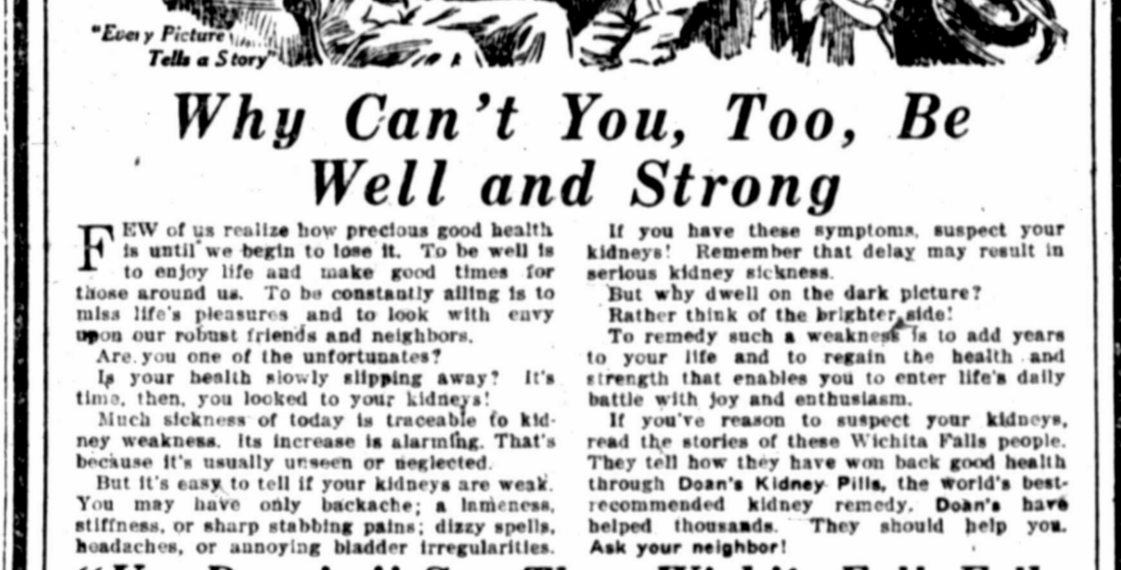 "Every Picture
Tells a Story"
Why Can't You, Too, Be
Well and Strong
FEW of us realize how precious good health
is until we begin to lose it. To be well is
to enjoy life and make good times for
those around us. To be constantly ailing is to
miss life's pleasures and to look with envy
upon our robust friends and neighbors.
Are you one of the unfortunates?
Is your health slowly slipping away? It's
time, then, you looked to your kidneys!
Much sickness of today is traceable to kid-
ney weakness. Its increase is alarming. That's
because it's usually unseen or neglected.
But it's easy to tell if your kidneys are weak.
You may have only backache; a lameness,
stiffness, or sharp stabbing pains; dizzy spells,
headaches, or annoying bladder irregularities.
If you have these symptoms, suspect your
kidneys! Remember that delay may result in
serious kidney sickness.
But why dwell on the dark picture?
Rather think of the brighter side!
To remedy such a weakness is to add years
to your life and to regain the health and
strength that enables you to enter life's daily
battle with joy and enthusiasm.
If you've reason to suspect your kidneys,
read the stories of these Wichita Falls people.
They tell how they have won back good health
through Doan's Kidney Pills, the world's best-
recommended kidney remedy. Doan's have
helped thousands. They should help you.
Ask your neighbor!